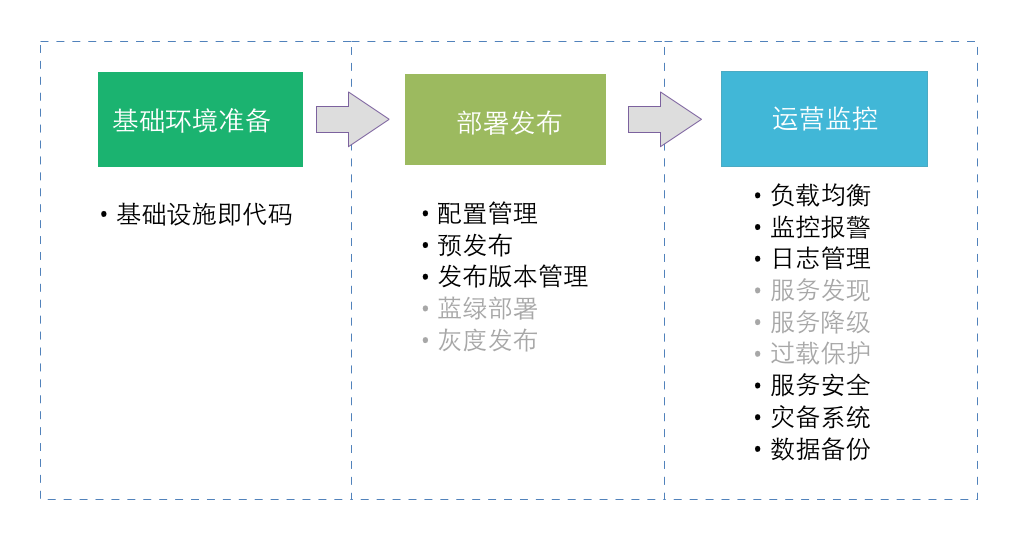 基础环境准备
• 基础设施即代码
部署发布
• 配置管理
• 预发布
• 发布版本管理
• 蓝绿部署
• 灰度发布
运营监控
• 负载均衡
• 监控报警
• 日志管理
• 服务发现
• 服务降级
• 过载保护
• 服务安全
• 灾备系统
• 数据备份